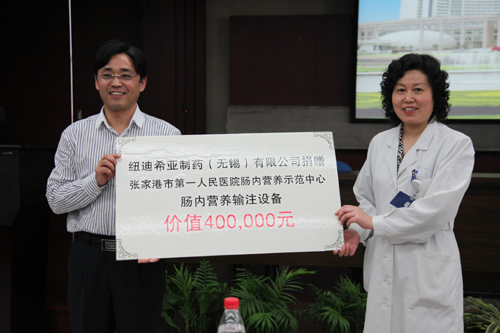 纽迪希亚制药（无锡）有限公司捐赠
张家港市第一人民医院肠内营养示范中心
肠内营养输注设备
价值400,000元